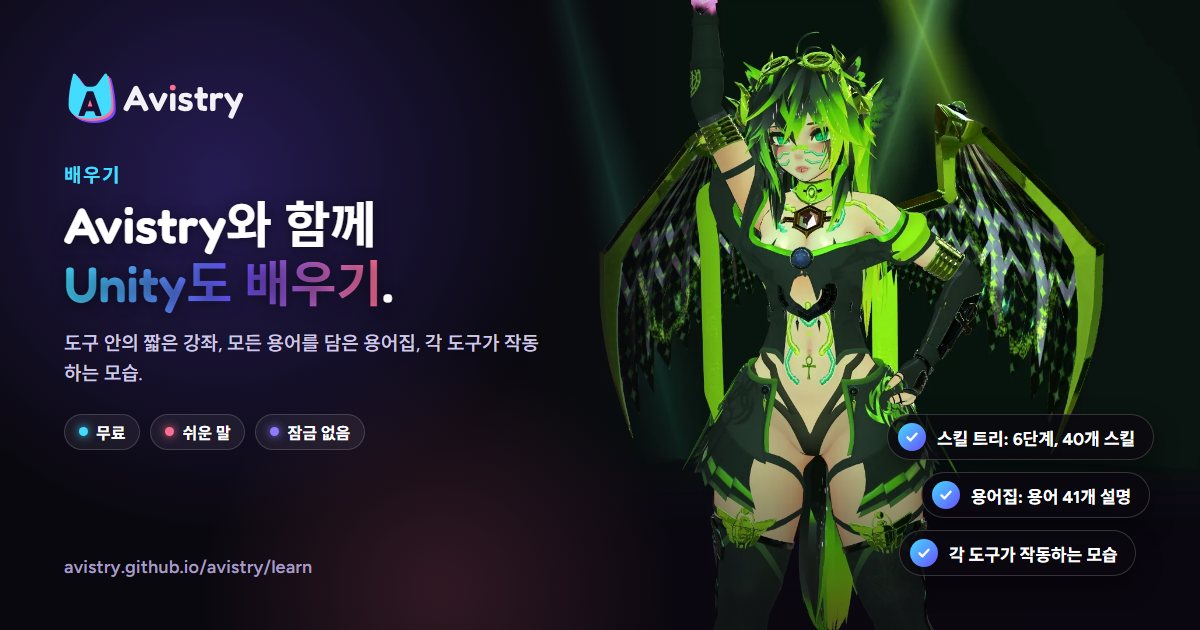 Avistry
배우기
Avistry와 함께
Unity도 배우기.
도구 안의 짧은 강좌, 모든 용어를 담은 용어집, 각 도구가 작동
하는 모습.
무료
쉬운 말
잠금 없음
스킬 트리: 6단계, 40개 스킬
용어집: 용어 41개 설명
각 도구가 작동하는 모습
avistry.github.io/avistry/learn